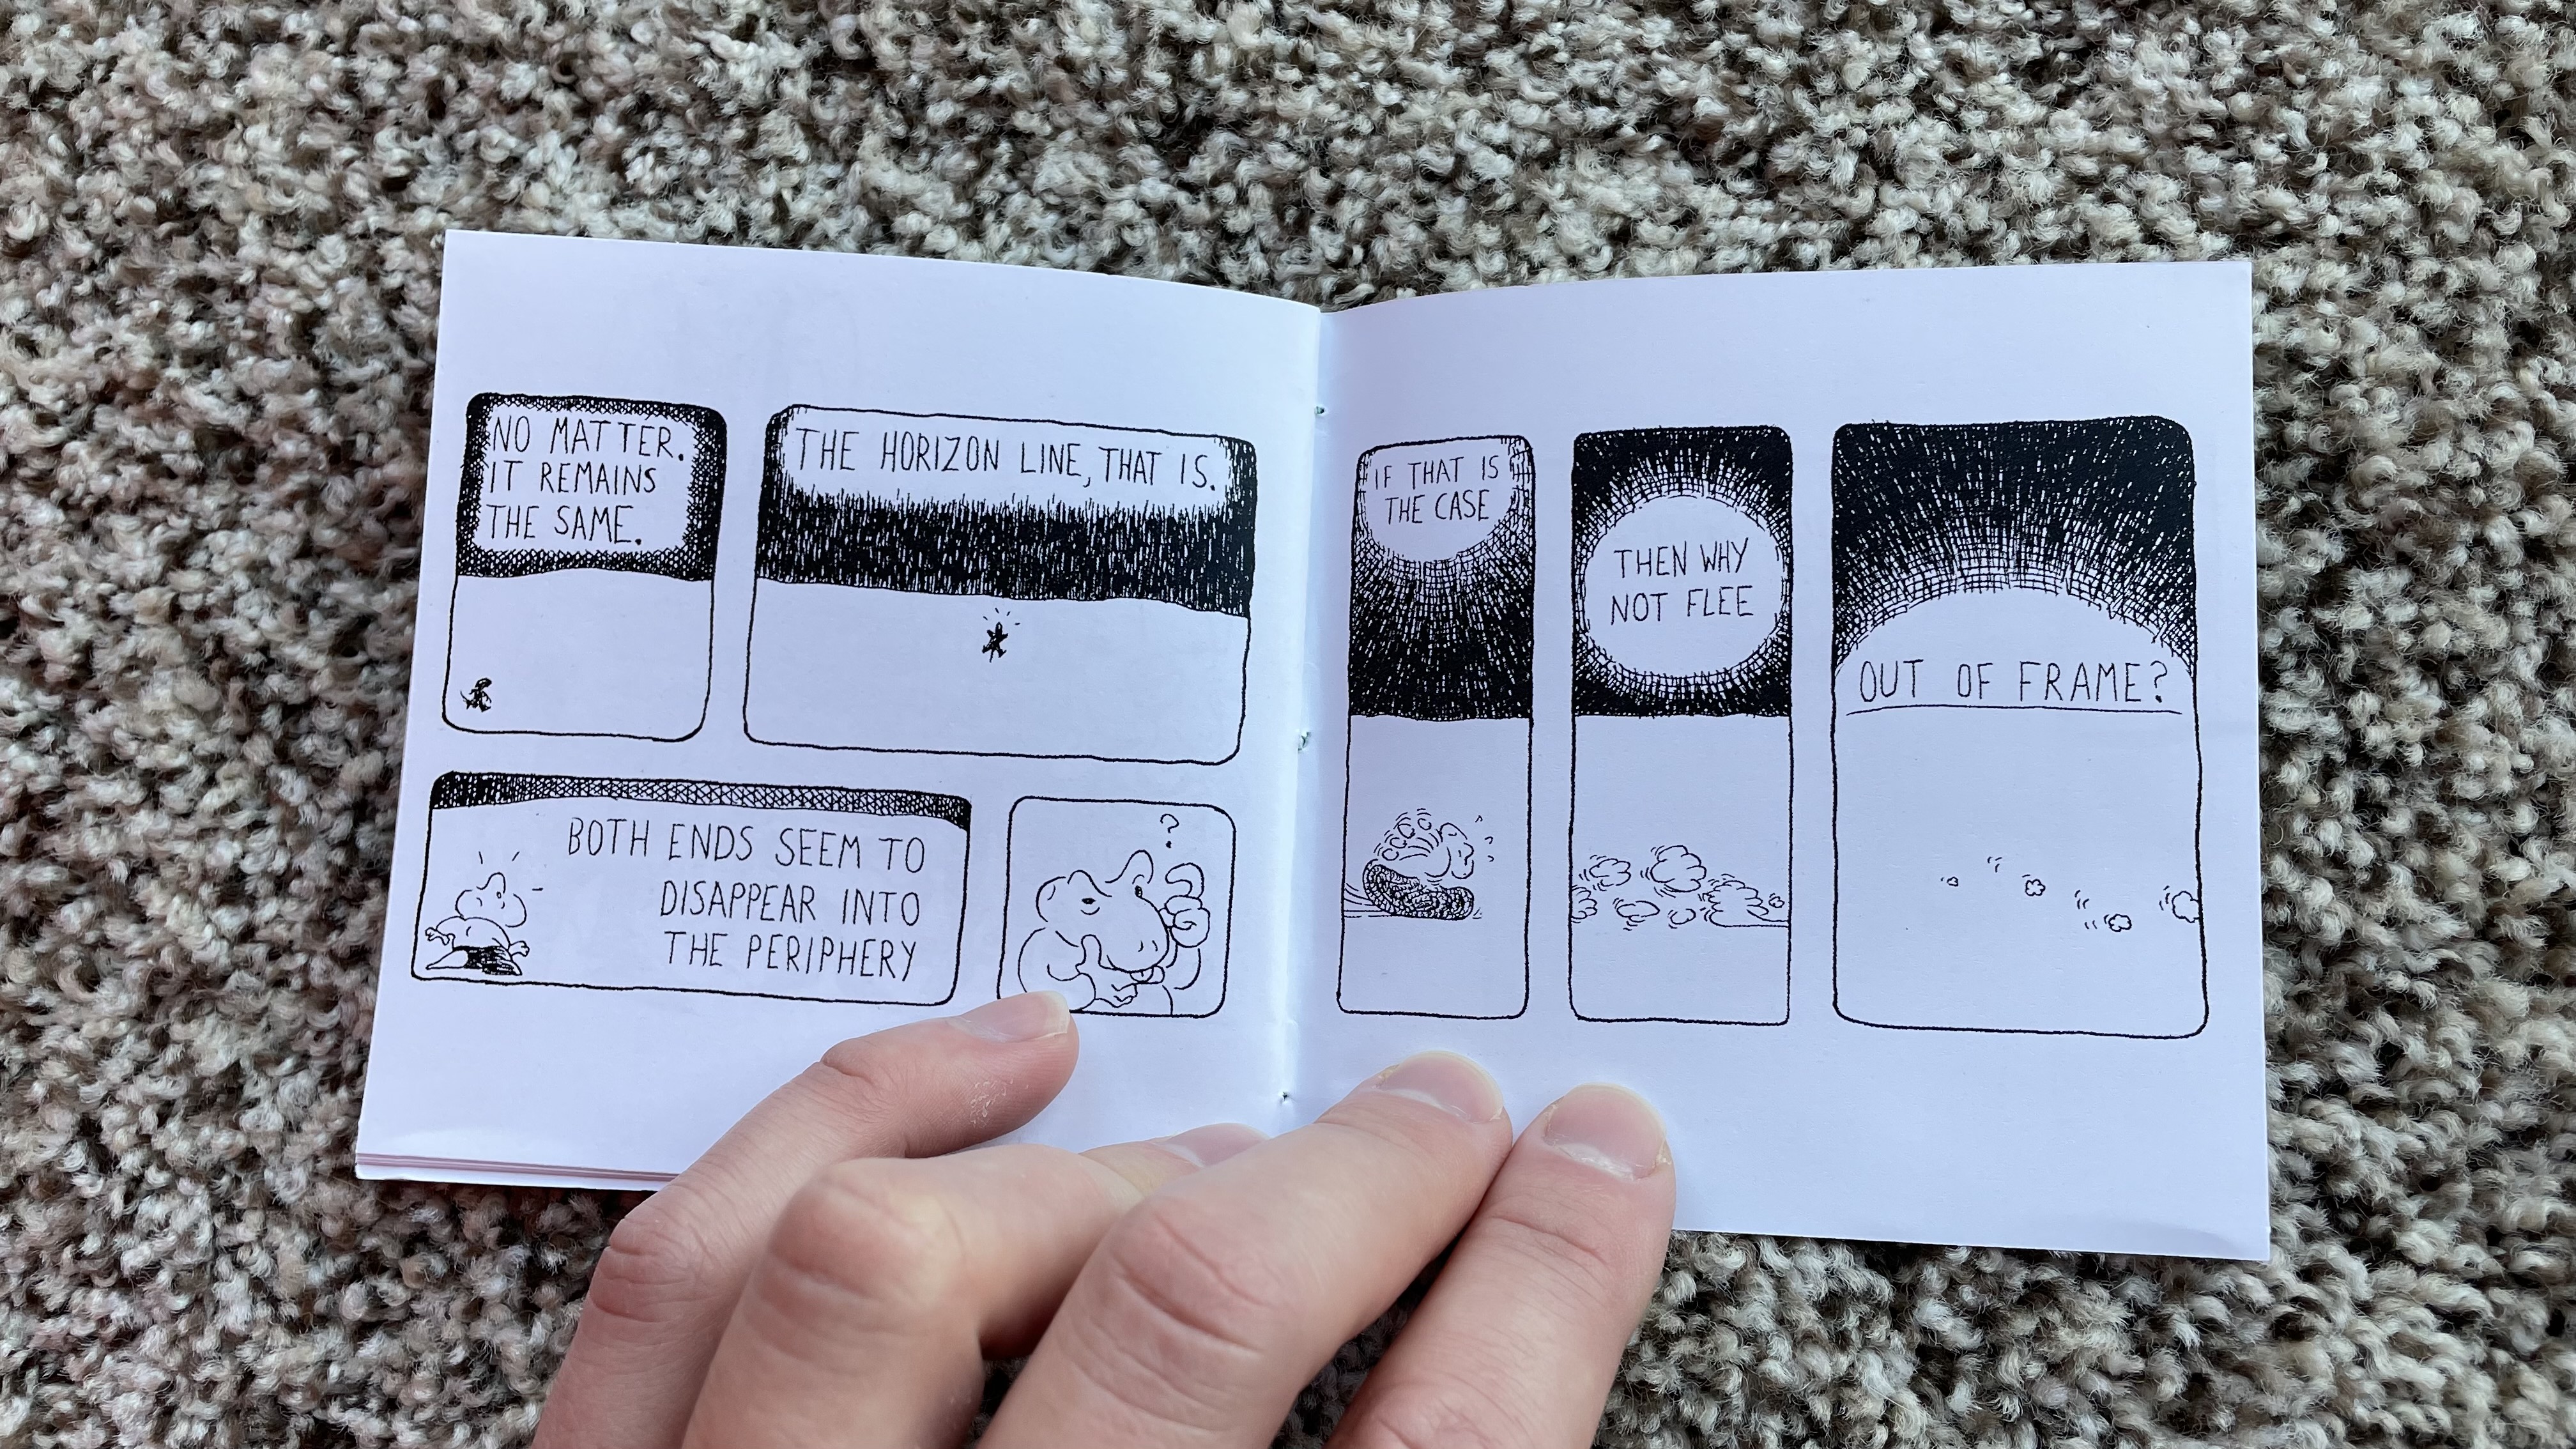 NO MATTER.
IT REMAINS
THE SAME.
THE HORIZON LINE, THAT IS.
BOTH ENDS SEEM TO
DISAPPEAR INTO
THE PERIPHERY
?
IF THAT IS
THE CASE
THEN WHY
NOT FLEE
OUT OF FRAME?